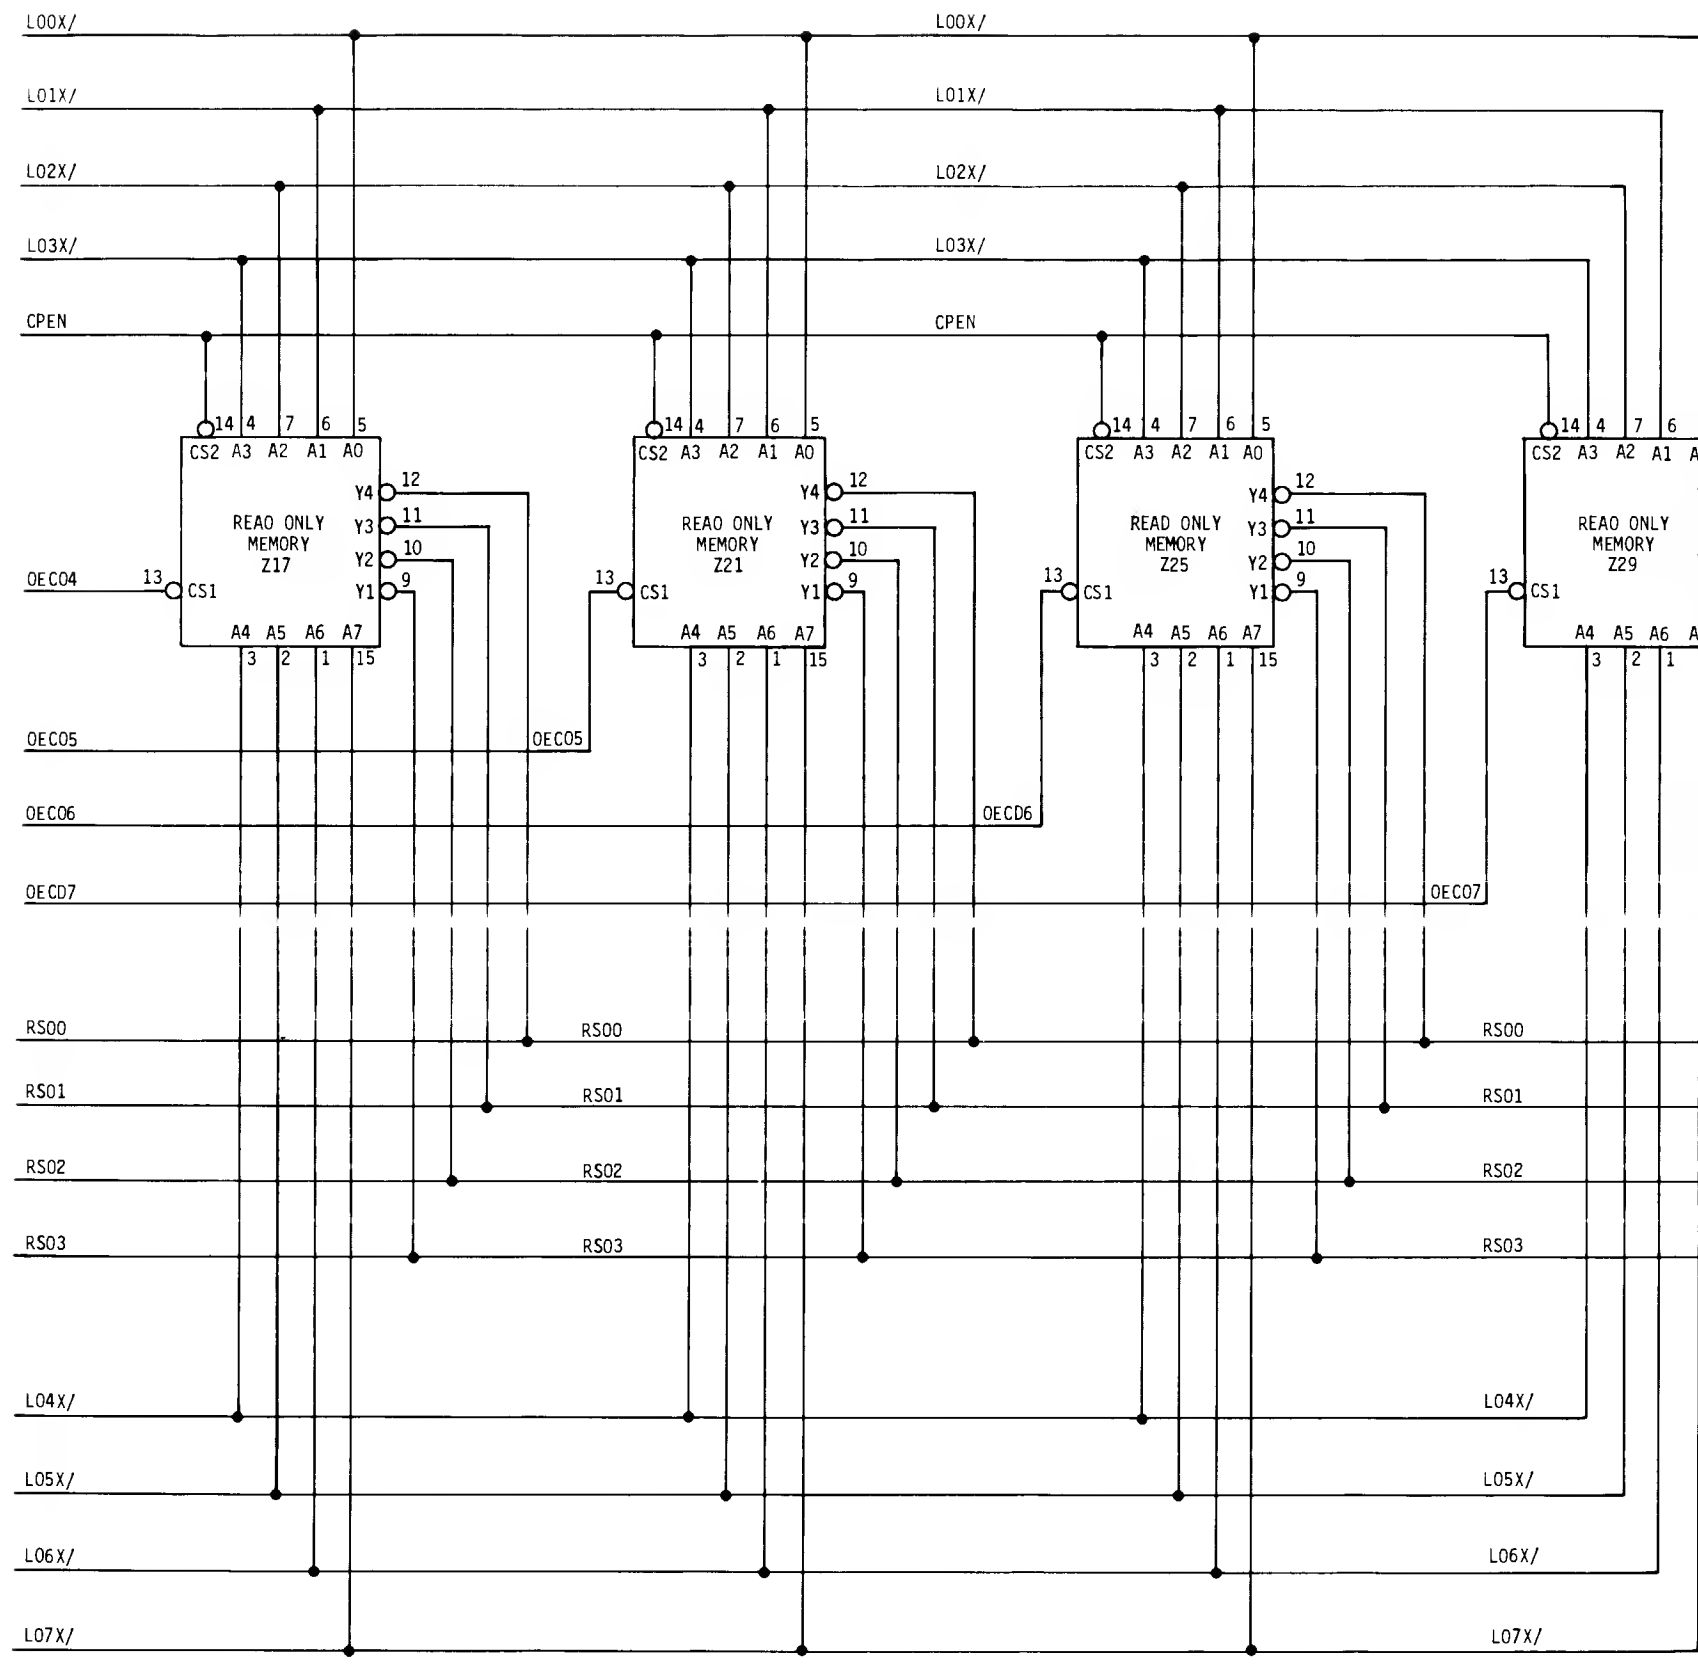 L00X/ L00X/
L01X/ L01X/
L02X/ L02X/
L03X/ L03X/
CPEN CPEN
14 4 7 6 5 14 4 7 6 5 14 4 7 6 5 14 4 7 6
CS2 A3 A2 A1 A0 CS2 A3 A2 A1 A0 CS2 A3 A2 A1 A0 CS2 A3 A2 A1 A
Y4 12 Y4 12 Y4 12
READ ONLY Y3 11 READ ONLY Y3 11 READ ONLY Y3 11 READ ONLY
MEMORY MEMORY MEMORY MEMORY
Z17 Y2 10 Z21 Y2 10 Z25 Y2 10 Z29
OEC04 13 CS1 Y1 9 13 CS1 Y1 9 13 CS1 Y1 9 13 CS1
A4 A5 A6 A7 A4 A5 A6 A7 A4 A5 A6 A7 A4 A5 A6 A
3 2 1 15 3 2 1 15 3 2 1 15 3 2 1
OEC05 OEC05
OEC06 OECD6
OECD7 OEC07
RS00 RS00 RS00
RS01 RS01 RS01
RS02 RS02 RS02
RS03 RS03 RS03
L04X/ L04X/
L05X/ L05X/
L06X/ L06X/
L07X/ L07X/